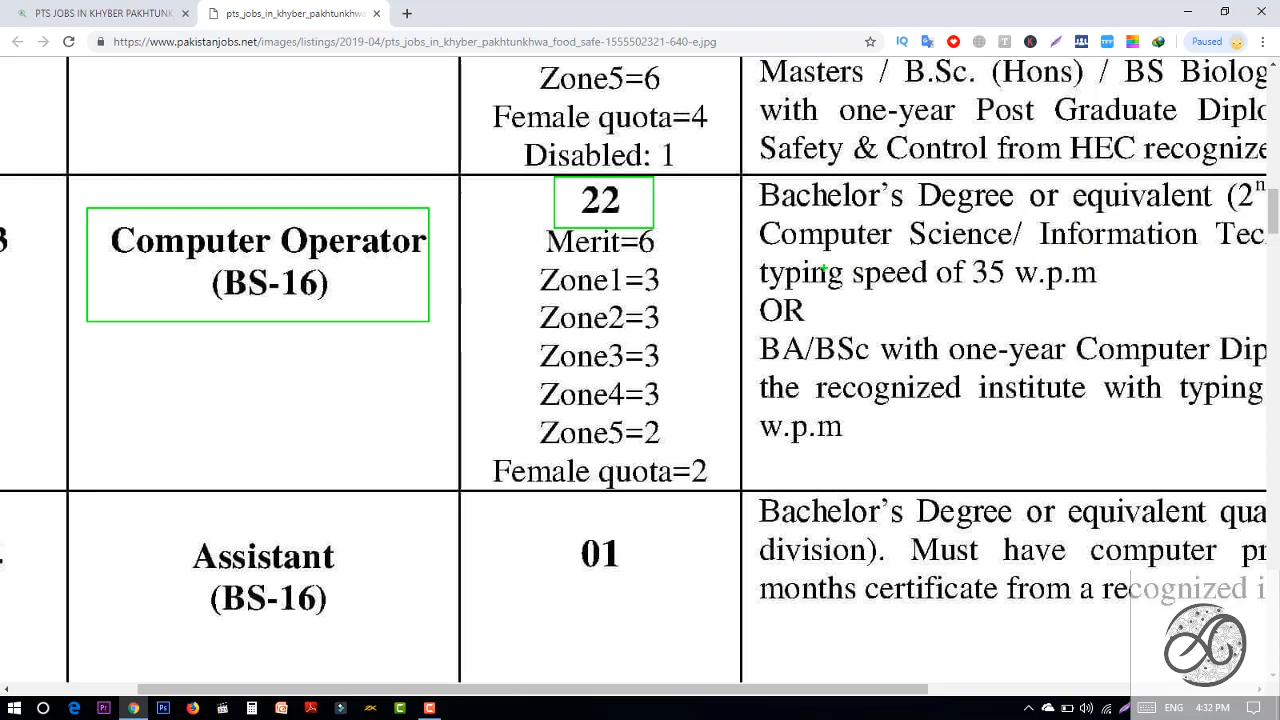 PTS JOBS IN KHYBER PAKHTUNK
pts_jobs_in_khyber_pakhtunkhwa
https://www.pakistanjobs.net/images/listing/2019-04/pts_jobs_in_khyber_pakhtunkhwa_food_safe-1555502321-640-e.jpg
IQ
Paused
Zone5=6
Female quota=4
Disabled: 1
Masters / B.Sc. (Hons) / BS Biolog
with one-year Post Graduate Diplo
Safety & Control from HEC recognize
3
Computer Operator
(BS-16)
22
Merit=6
Zone1=3
Zone2=3
Zone3=3
Zone4=3
Zone5=2
Female quota=2
Bachelor's Degree or equivalent (2n
Computer Science/ Information Tec
typing speed of 35 w.p.m
OR
BA/BSc with one-year Computer Dip
the recognized institute with typing
w.p.m
Assistant
(BS-16)
01
Bachelor's Degree or equivalent qua
division). Must have computer pr
months certificate from a recognized i
ENG
4:32 PM